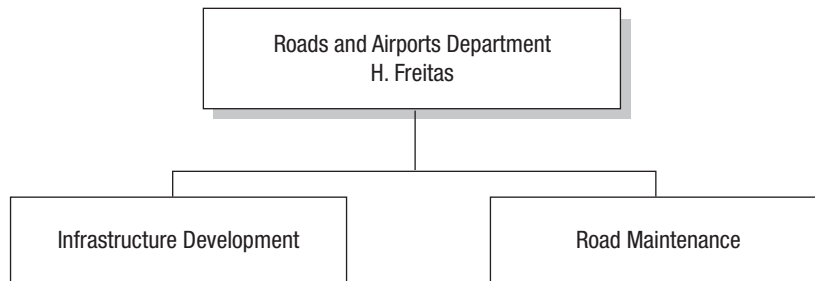 Roads and Airports Department
H. Freitas
Infrastructure Development
Road Maintenance